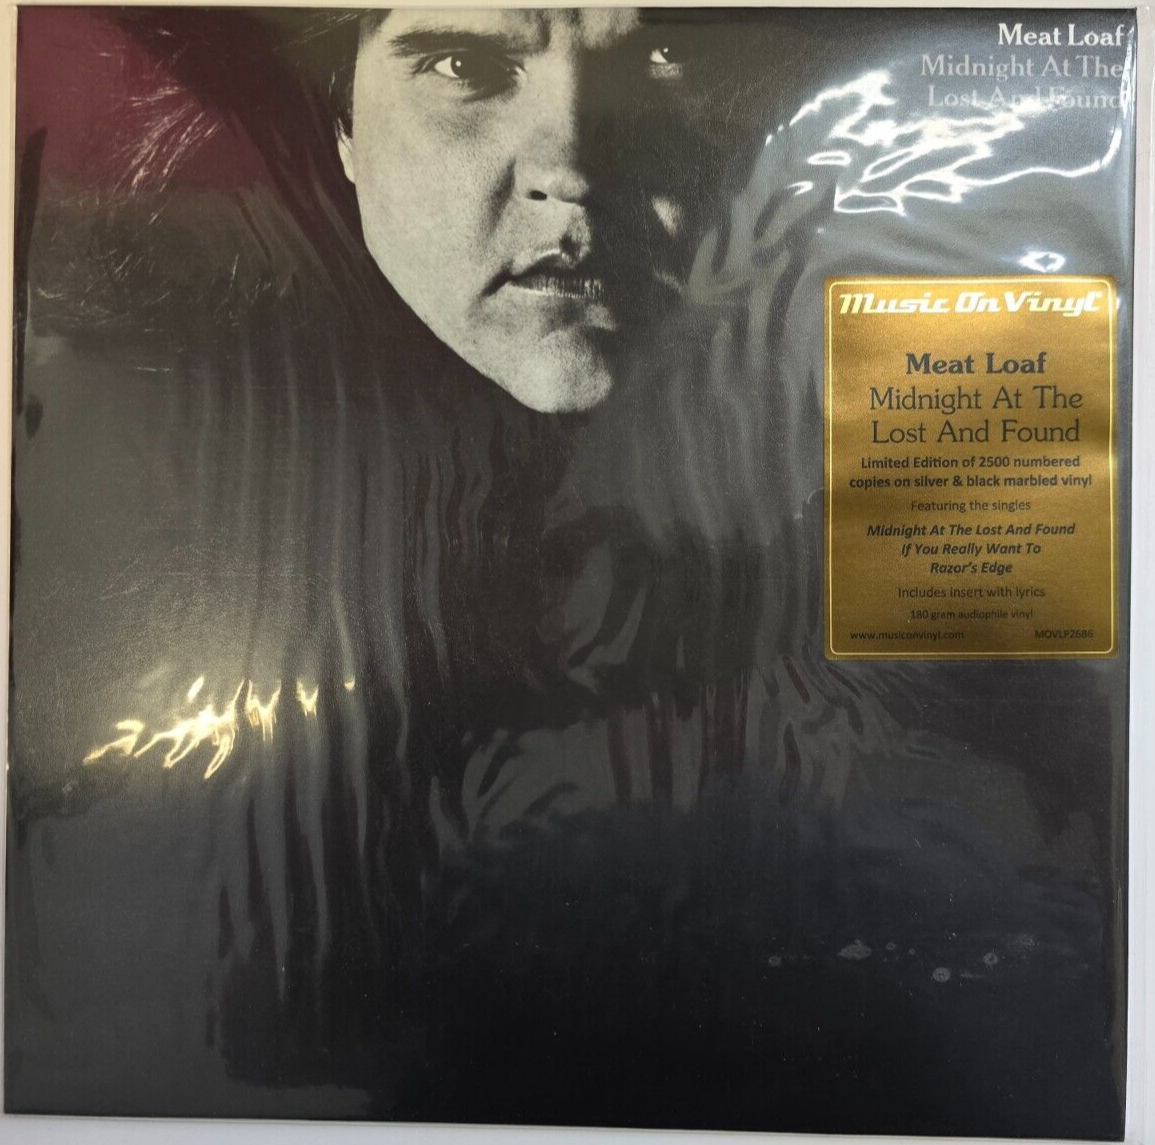 Meat Loaf
Midnight At The
Lost And Found
Music On Vinyl
Meat Loaf
Midnight At The
Lost And Found
Limited Edition of 2500 numbered
copies on silver & black marbled vinyl
Featuring the singles
Midnight At The Lost And Found
If You Really Want To
Razor's Edge
Includes insert with lyrics
180 gram audiophile vinyl
www.musiconvinyl.com MOVLP2686